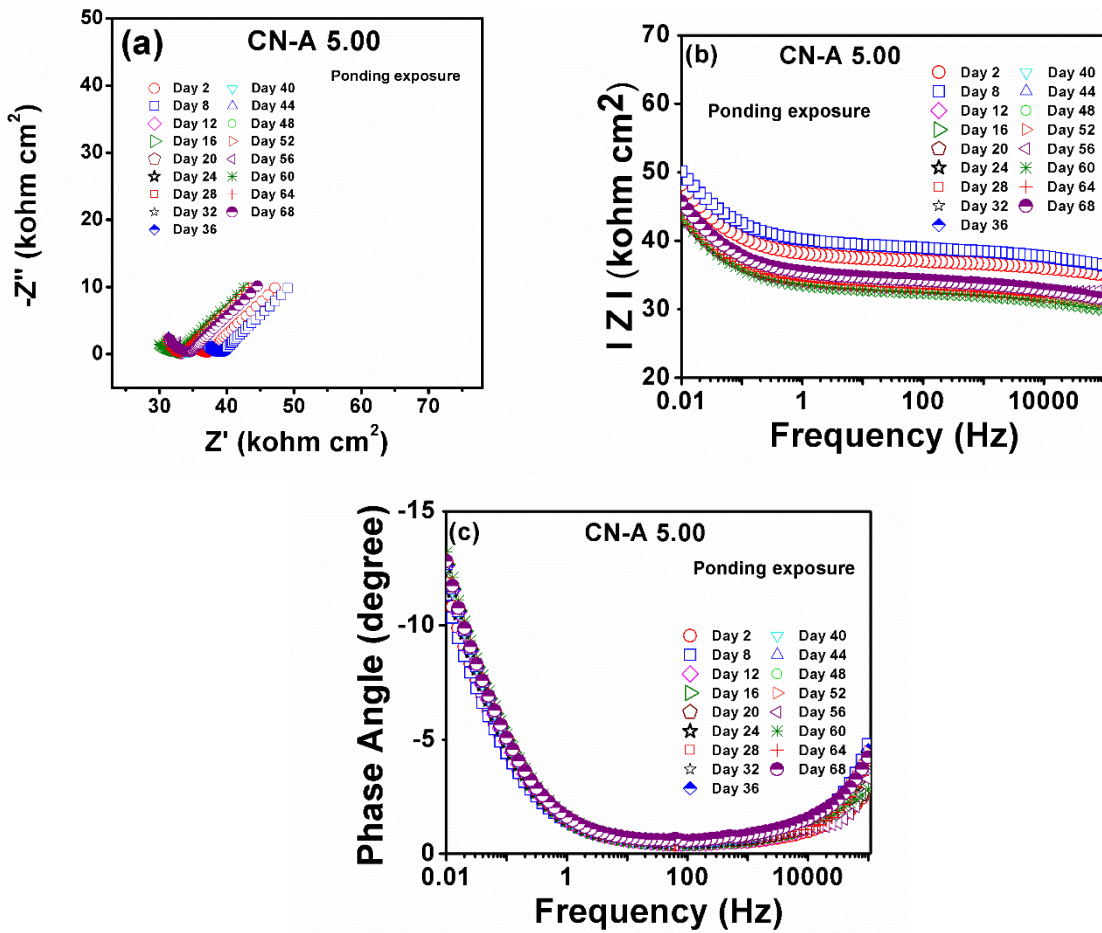 (a) CN-A 5.00
Ponding exposure
Day 2 Day 40
Day 8 Day 44
Day 12 Day 48
Day 16 Day 52
Day 20 Day 56
Day 24 Day 60
Day 28 Day 64
Day 32 Day 68
Day 36
50
40
30
20
10
0
-Z'' (kohm cm²)
30 40 50 60 70
Z' (kohm cm²)
(b) CN-A 5.00
Ponding exposure
Day 2 Day 40
Day 8 Day 44
Day 12 Day 48
Day 16 Day 52
Day 20 Day 56
Day 24 Day 60
Day 28 Day 64
Day 32 Day 68
Day 36
70
60
50
40
30
20
I Z I (kohm cm²)
0.01 1 100 10000
Frequency (Hz)
(c) CN-A 5.00
Ponding exposure
Day 2 Day 40
Day 8 Day 44
Day 12 Day 48
Day 16 Day 52
Day 20 Day 56
Day 24 Day 60
Day 28 Day 64
Day 32 Day 68
Day 36
-15
-10
-5
0
Phase Angle (degree)
0.01 1 100 10000
Frequency (Hz)